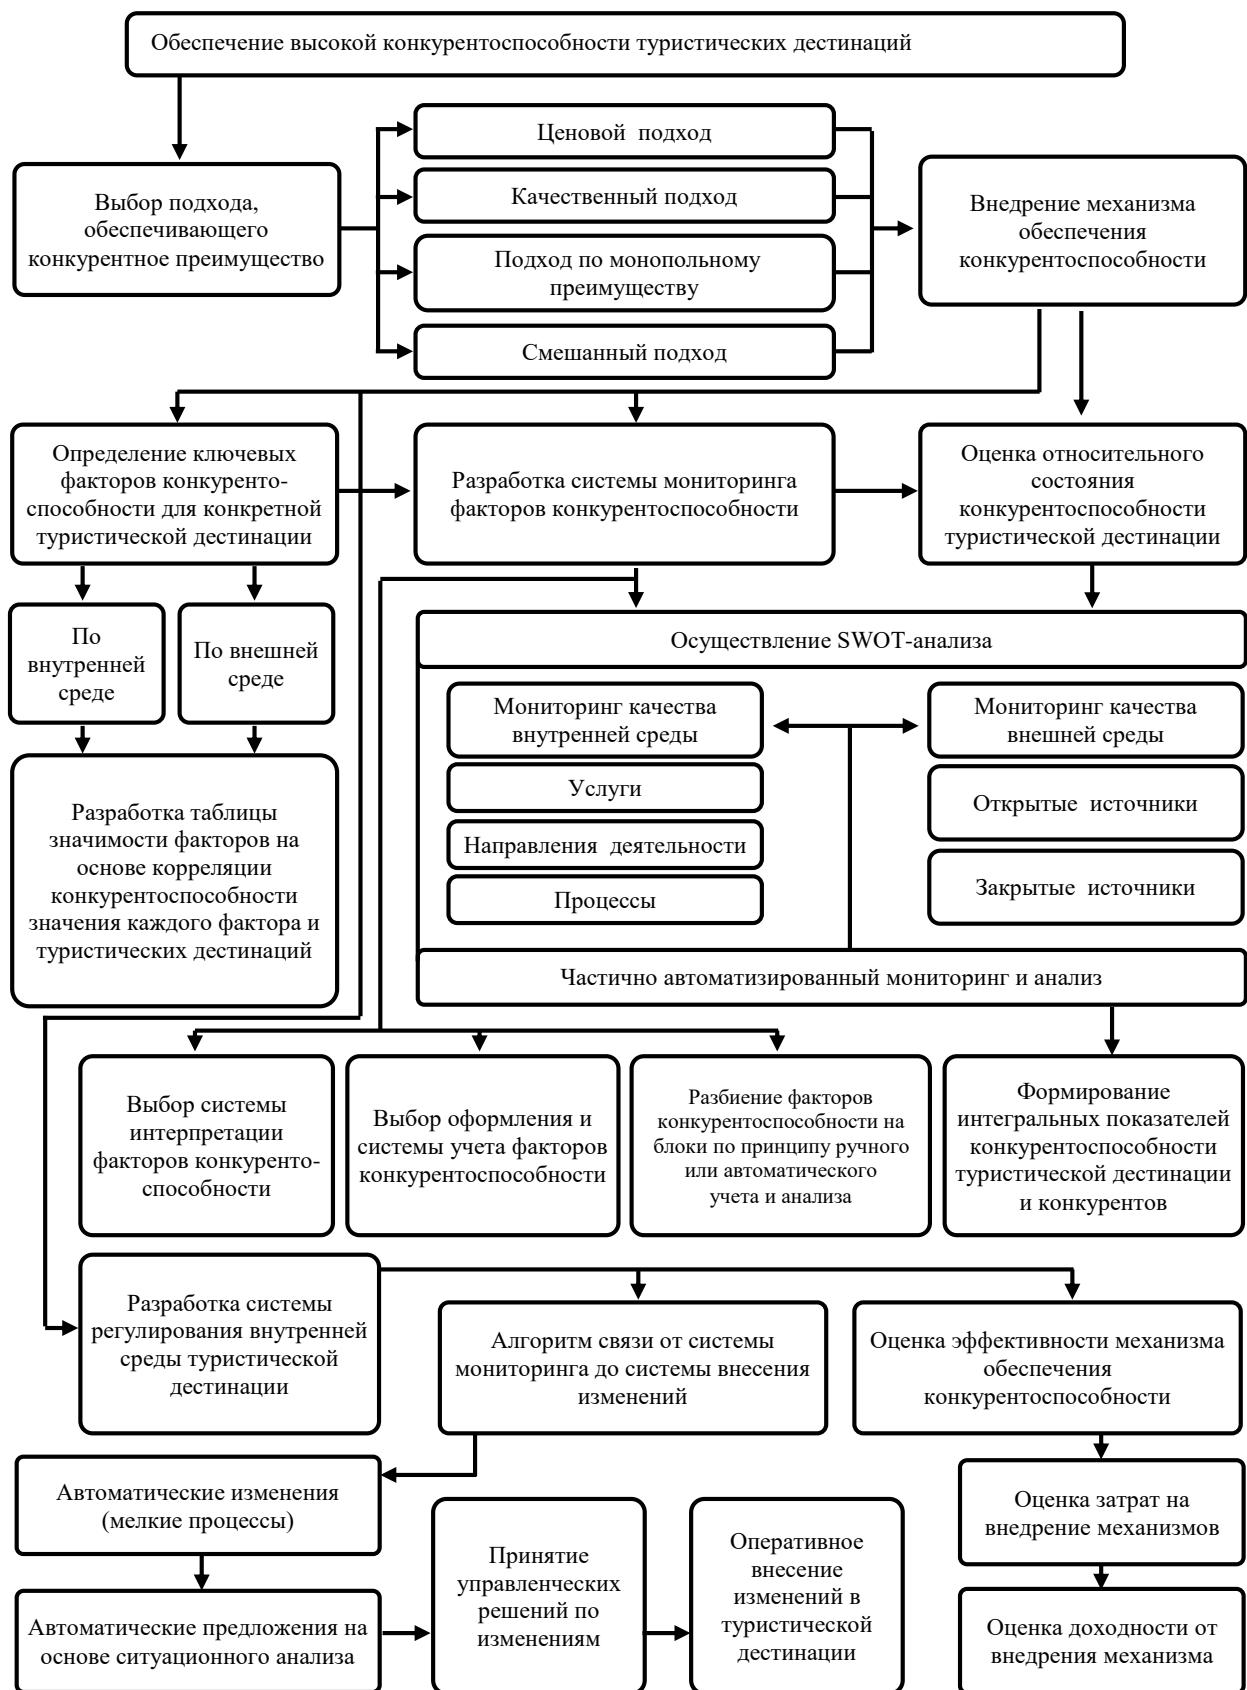 Обеспечение высокой конкурентоспособности туристических дестинаций
Выбор подхода,
обеспечивающего
конкурентное преимущество
Ценовой подход
Качественный подход
Подход по монопольному
преимуществу
Смешанный подход
Внедрение механизма
обеспечения
конкурентоспособности
Определение ключевых
факторов конкуренто-
способности для конкретной
туристической дестинации
Разработка системы мониторинга
факторов конкурентоспособности
Оценка относительного
состояния
конкурентоспособности
туристической дестинации
По
внутренней
среде
По внешней
среде
Осуществление SWOT-анализа
Мониторинг качества
внутренней среды
Услуги
Направления деятельности
Процессы
Мониторинг качества
внешней среды
Открытые источники
Закрытые источники
Разработка таблицы
значимости факторов на
основе корреляции
конкурентоспособности
значения каждого фактора и
туристических дестинаций
Частично автоматизированный мониторинг и анализ
Выбор системы
интерпретации
факторов конкуренто-
способности
Выбор оформления и
системы учета факторов
конкурентоспособности
Разбиение факторов
конкурентоспособности на
блоки по принципу ручного
или автоматического
учета и анализа
Формирование
интегральных показателей
конкурентоспособности
туристической дестинации
и конкурентов
Разработка системы
регулирования внутренней
среды туристической
дестинации
Алгоритм связи от системы
мониторинга до системы внесения
изменений
Оценка эффективности механизма
обеспечения
конкурентоспособности
Автоматические изменения
(мелкие процессы)
Автоматические предложения на
основе ситуационного анализа
Принятие
управленческих
решений по
изменениям
Оперативное
внесение
изменений в
туристической
дестинации
Оценка затрат на
внедрение механизмов
Оценка доходности от
внедрения механизма